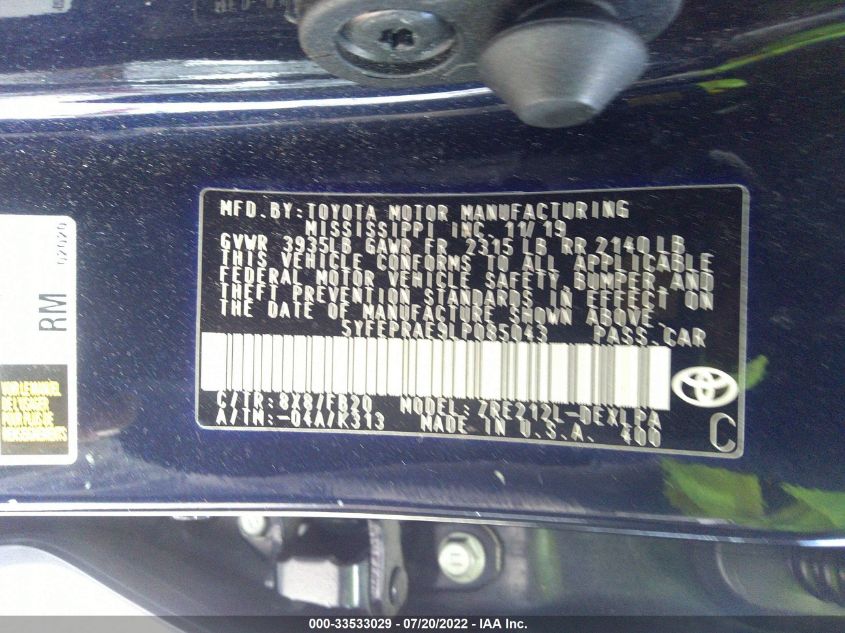 RM
02020
MFD.BY:TOYOTA MOTOR MANUFACTURING
MISSISSIPPI INC. 11/19
GVWR 3935LB GAWR FR 2315 LB RR 2140 LB
THIS VEHICLE CONFORMS TO ALL APPLICABLE
FEDERAL MOTOR VEHICLE SAFETY, BUMPER, AND
THEFT PREVENTION STANDARDS IN EFFECT ON
THE DATE OF MANUFACTURE SHOWN ABOVE.
5YFEPRAE9LP085043 PASS.CAR
C/TR:8X8/FB20 MODEL: ZRE212L-DEXLPA
A/TM:-04A/K313 MADE IN U.S.A. 400
C
000-33533029 - 07/20/2022 - IAA Inc.